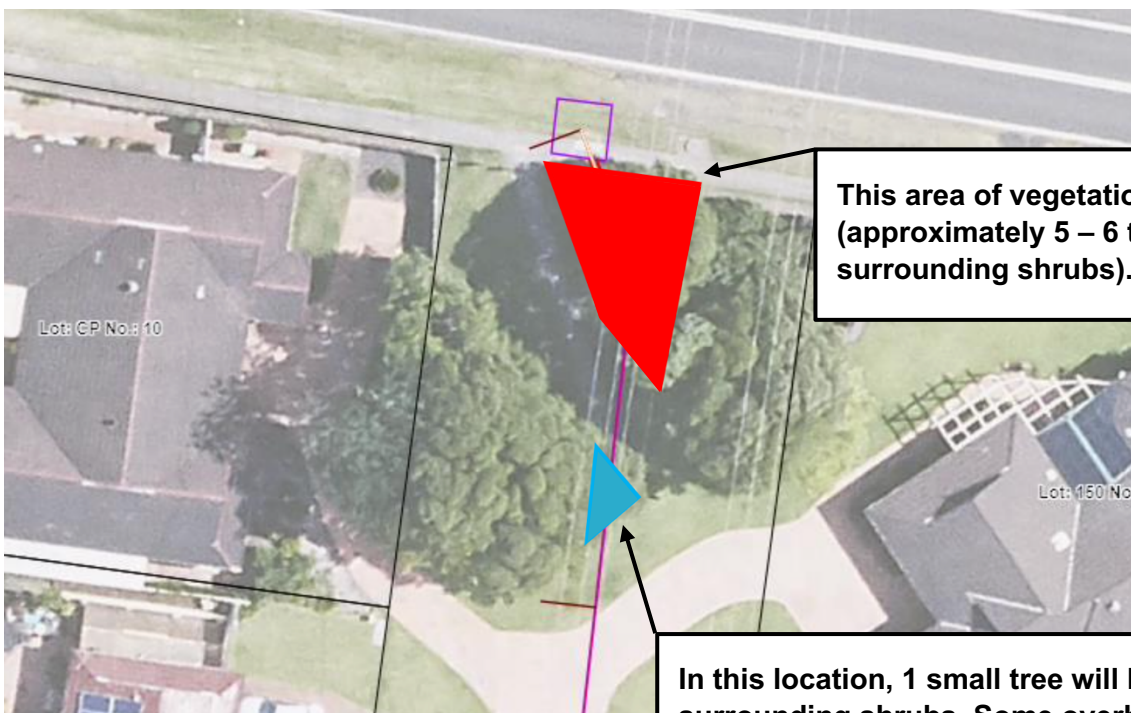 This area of vegetatio
(approximately 5 – 6 t
surrounding shrubs).
Lot: CP No.: 10
Lot: 150 No
In this location, 1 small tree will